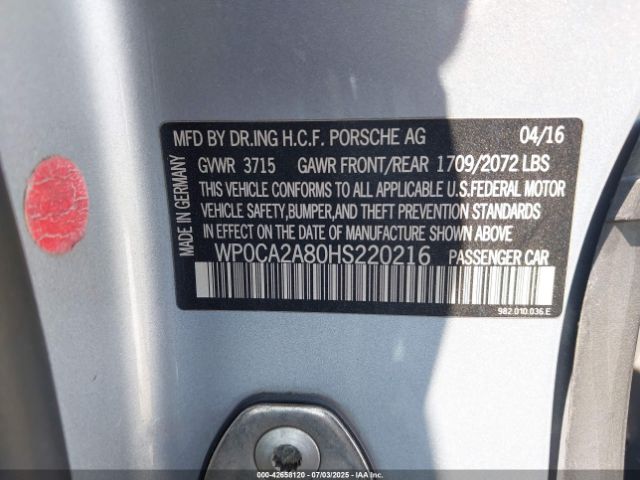 MFD BY DR.ING H.C.F. PORSCHE AG 04/16
GVWR 3715 GAWR FRONT/REAR 1709/2072 LBS
THIS VEHICLE CONFORMS TO ALL APPLICABLE U.S.FEDERAL MOTOR
VEHICLE SAFETY,BUMPER,AND THEFT PREVENTION STANDARDS
IN EFFECT ON THE DATE OF MANUFACTURE SHOWN ABOVE
WP0CA2A80HS220216 PASSENGER CAR
982.010.036.E
MADE IN GERMANY
000-42658120 - 07/03/2025 - IAAI.COM